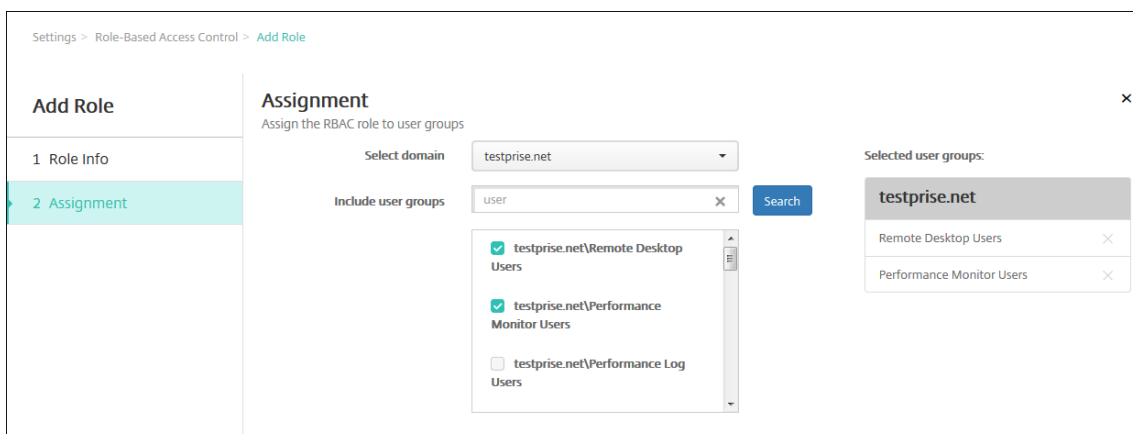 Settings > Role-Based Access Control > Add Role
Add Role
1 Role Info
2 Assignment
Assignment
Assign the RBAC role to user groups
Select domain
testprise.net
Include user groups
user
Search
testprise.net\Remote Desktop
Users
testprise.net\Performance
Monitor Users
testprise.net\Performance Log
Users
Selected user groups:
testprise.net
Remote Desktop Users
Performance Monitor Users